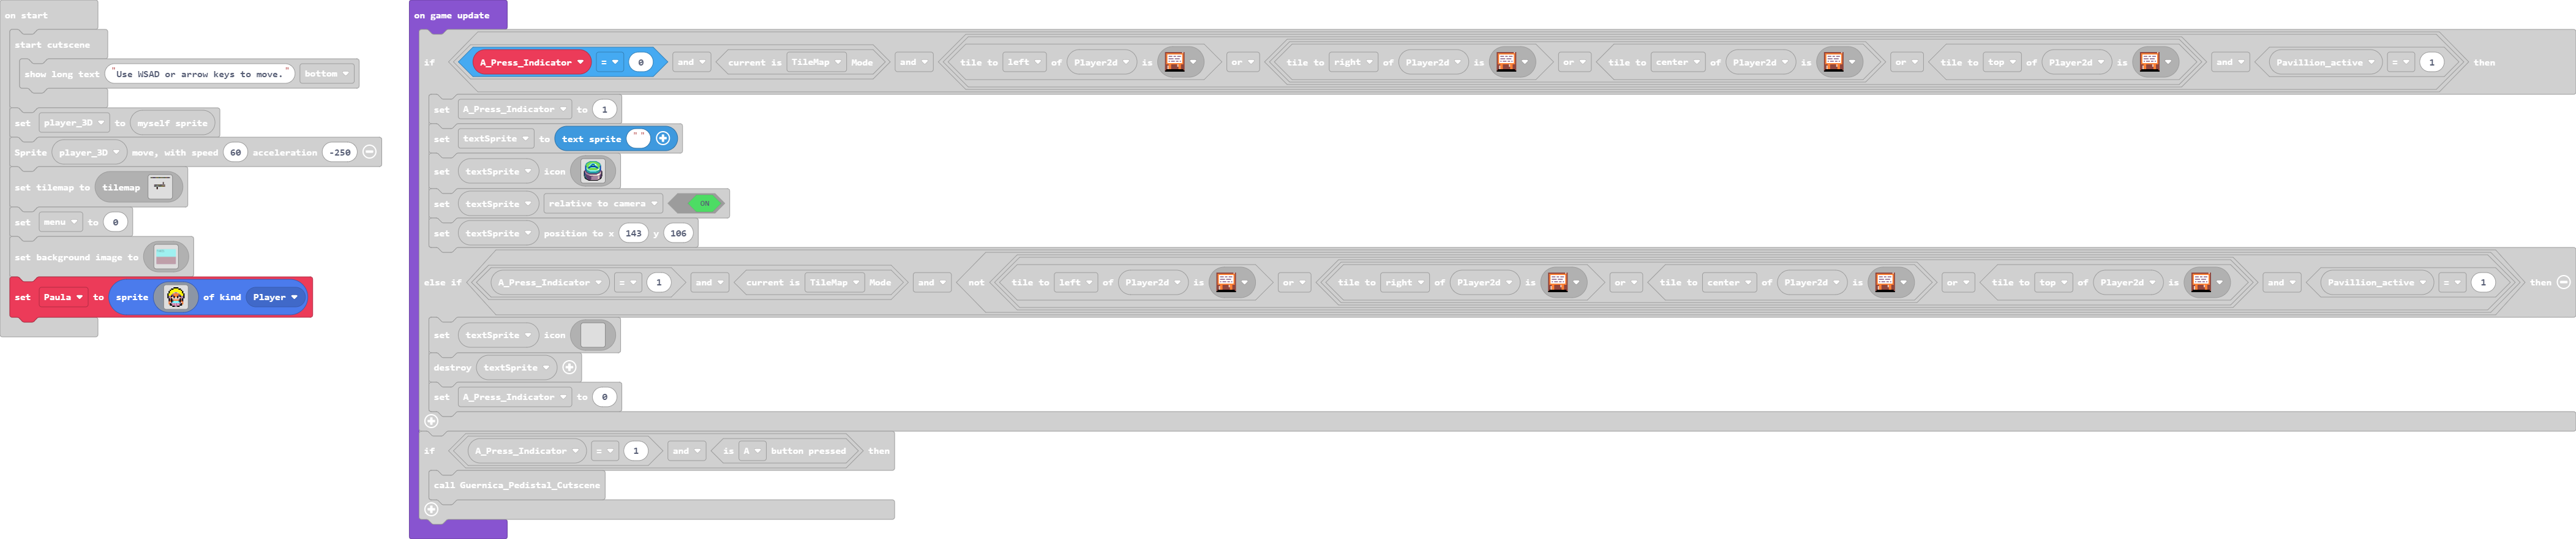 on start
start cutscene
show long text "Use WSAD or arrow keys to move." bottom
set player_3D to myself sprite
Sprite player_3D move, with speed 60 acceleration -250
set tilemap to tilemap
set menu to 0
set background image to
set Paula to sprite of kind Player
on game update
if A_Press_Indicator = 0 and current is TileMap Mode and tile to left of Player2d is or tile to right of Player2d is or tile to center of Player2d is or tile to top of Player2d is and Pavillion_active = 1 then
set A_Press_Indicator to 1
set textSprite to text sprite " "
set textSprite icon
set textSprite relative to camera ON
set textSprite position to x 143 y 106
else if A_Press_Indicator = 1 and current is TileMap Mode and not tile to left of Player2d is or tile to right of Player2d is or tile to center of Player2d is or tile to top of Player2d is and Pavillion_active = 1 then
set textSprite icon
destroy textSprite
set A_Press_Indicator to 0
if A_Press_Indicator = 1 and is A button pressed then
call Guernica_Pedistal_Cutscene